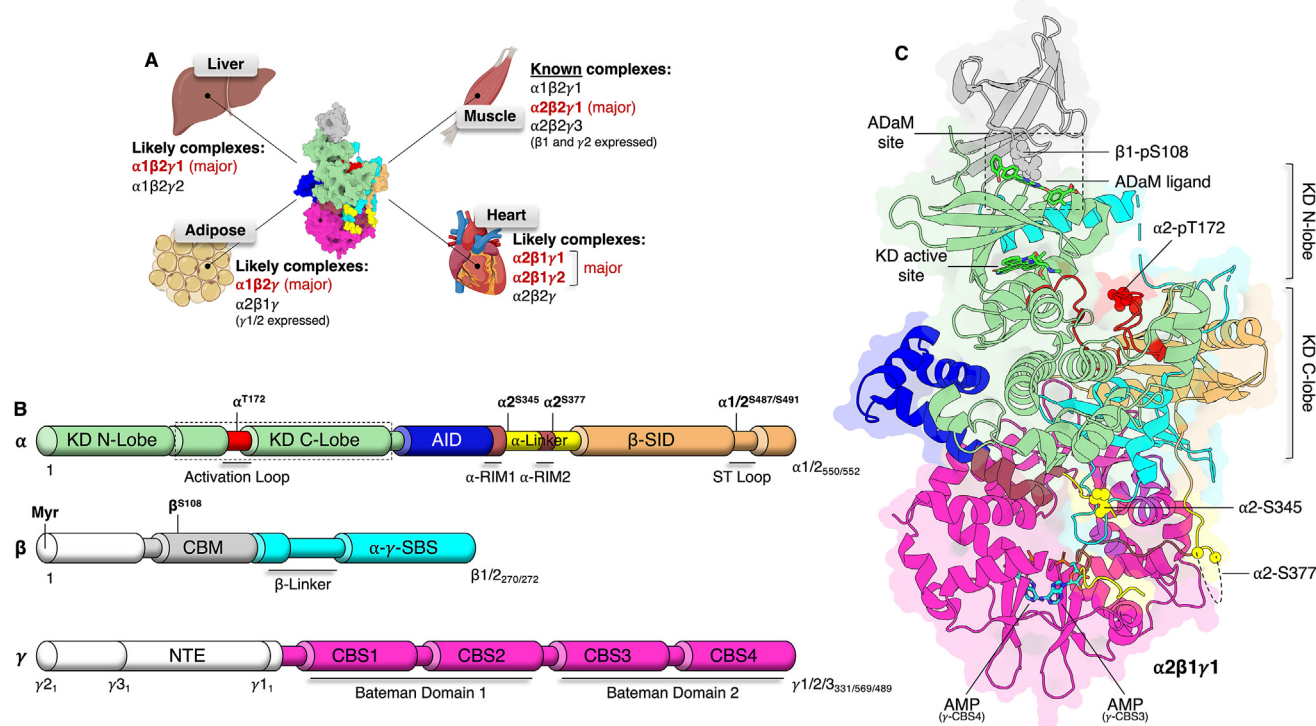 A
Liver
Likely complexes:
α1β2γ1 (major)
α1β2γ2
Muscle
Known complexes:
α1β2γ1
α2β2γ1 (major)
α2β2γ3
(β1 and γ2 expressed)
Adipose
Likely complexes:
α1β2γ (major)
α2β1γ
(γ1/2 expressed)
Heart
Likely complexes:
α2β1γ1
α2β1γ2
major
α2β2γ
B
αT172
α2S345
α2S377
α1/2S487/S491
α
KD N-Lobe
KD C-Lobe
AID
α-Linker
β-SID
1
Activation Loop
α-RIM1
α-RIM2
ST Loop
α1/2550/552
Myr
βS108
β
CBM
α-γ-SBS
1
β-Linker
β1/2270/272
γ
NTE
CBS1
CBS2
CBS3
CBS4
γ21
γ31
γ11
Bateman Domain 1
Bateman Domain 2
γ1/2/3331/569/489
C
ADaM
site
β1-pS108
ADaM ligand
KD active
site
α2-pT172
KD N-lobe
KD C-lobe
α2-S345
α2-S377
α2β1γ1
AMP
(γ-CBS4)
AMP
(γ-CBS3)